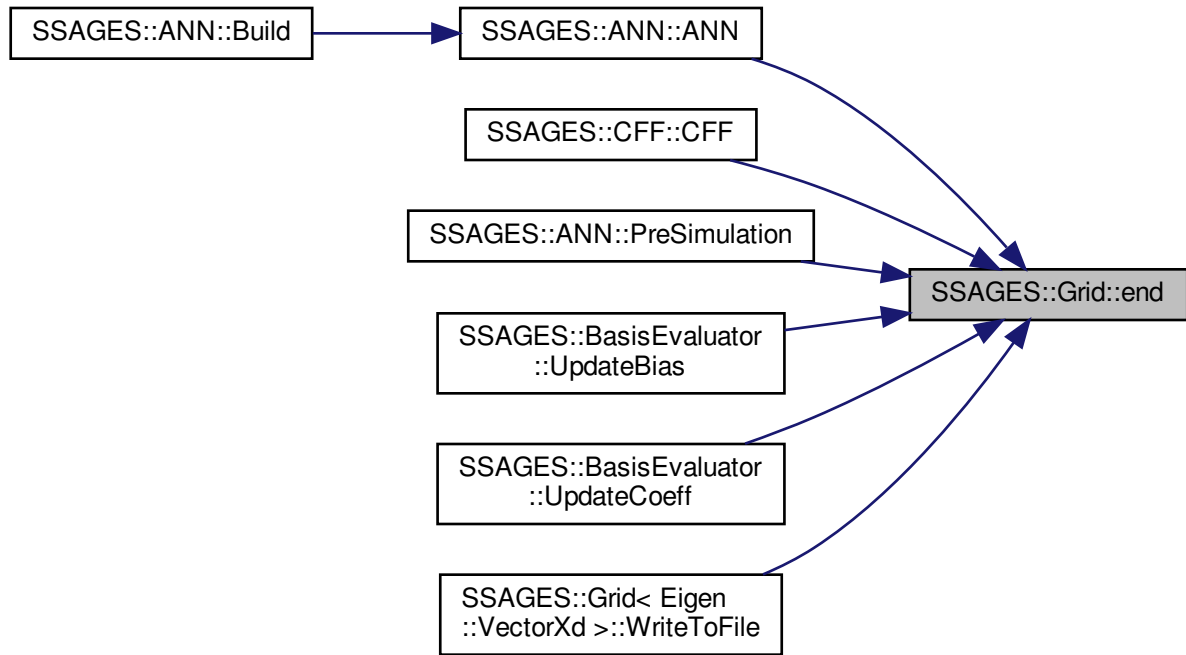 SSAGES::ANN::Build
SSAGES::ANN::ANN
SSAGES::CFF::CFF
SSAGES::ANN::PreSimulation
SSAGES::Grid::end
SSAGES::BasisEvaluator
::UpdateBias
SSAGES::BasisEvaluator
::UpdateCoeff
SSAGES::Grid< Eigen
::VectorXd >::WriteToFile